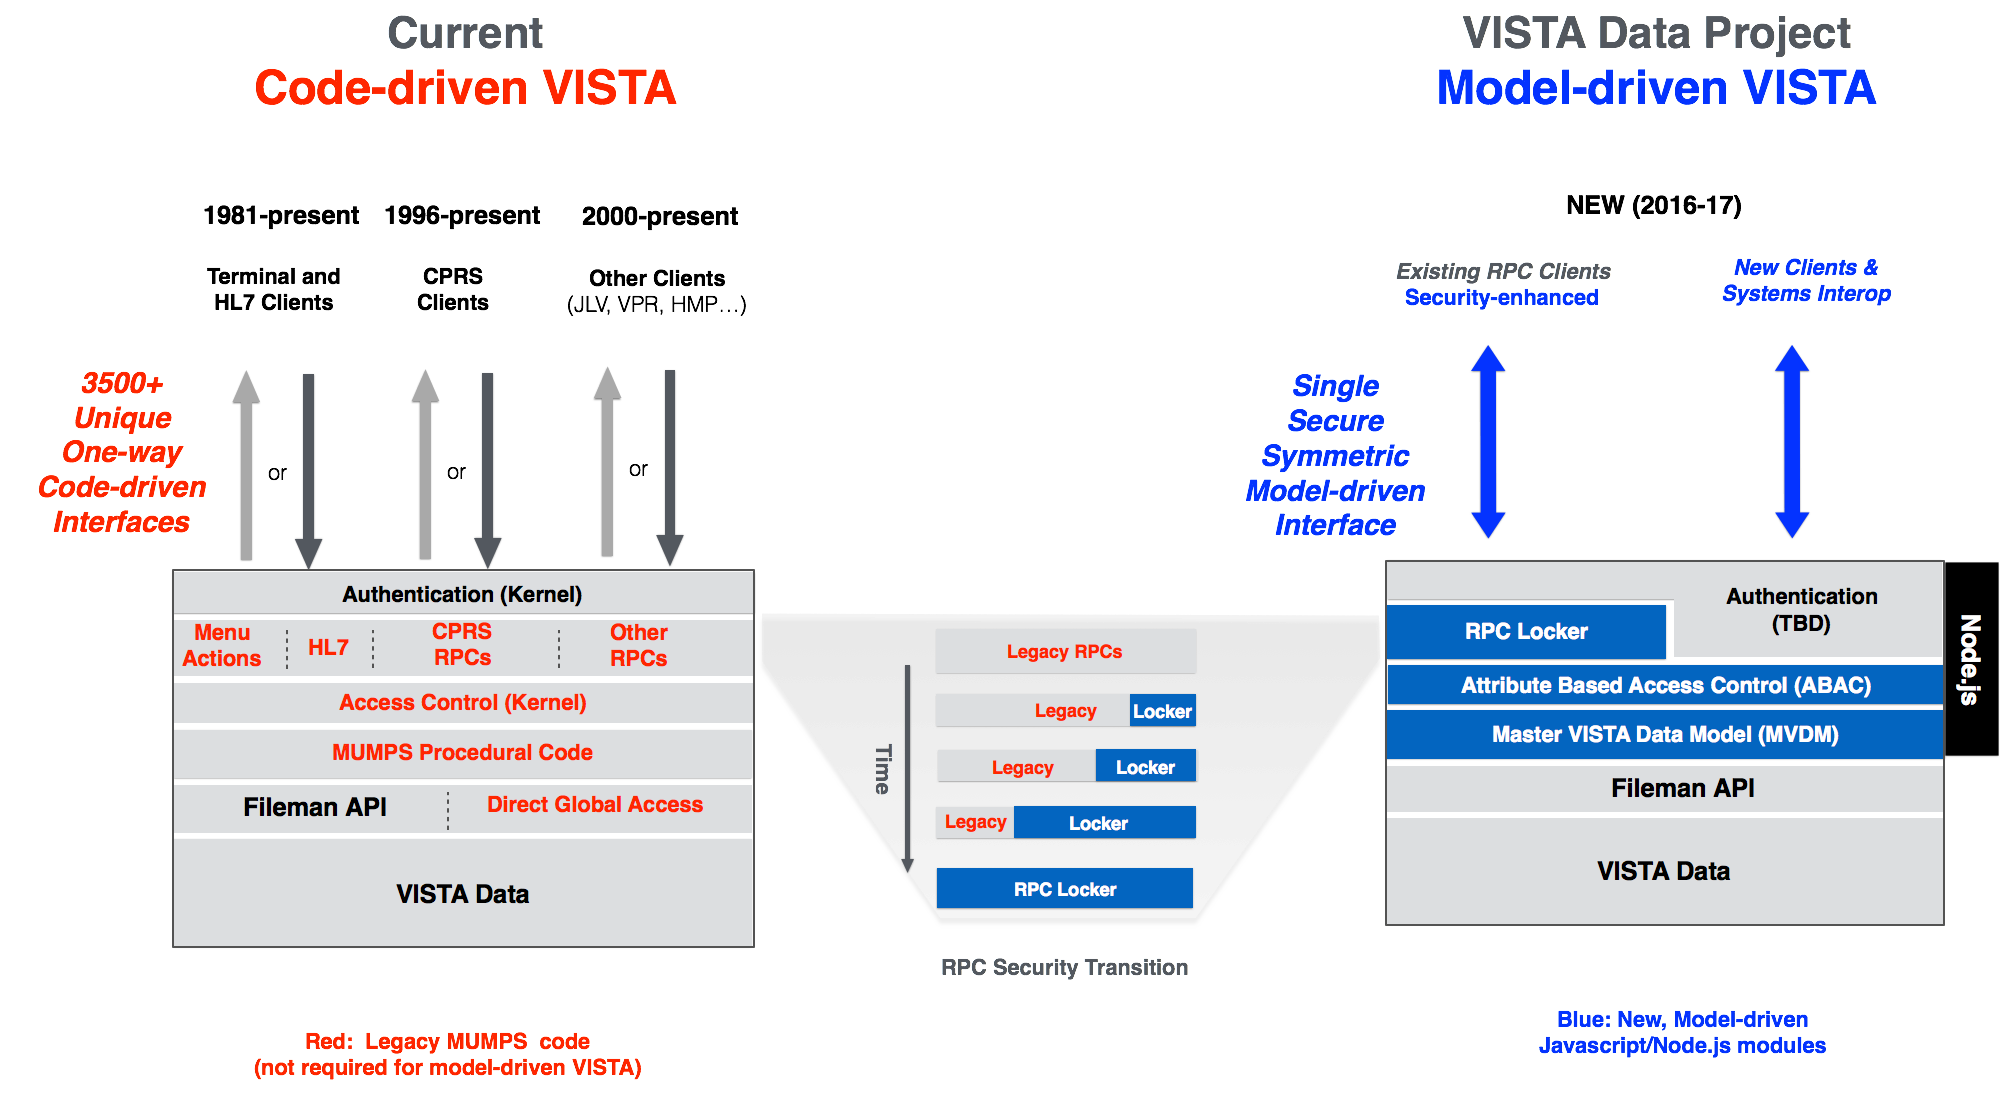 Current
Code-driven VISTA
VISTA Data Project
Model-driven VISTA
1981-present
1996-present
2000-present
NEW (2016-17)
Terminal and
HL7 Clients
CPRS
Clients
Other Clients
(JLV, VPR, HMP...)
Existing RPC Clients
Security-enhanced
New Clients &
Systems Interop
3500+
Unique
One-way
Code-driven
Interfaces
or
or
or
Single
Secure
Symmetric
Model-driven
Interface
Authentication (Kernel)
Menu
Actions
HL7
CPRS
RPCs
Other
RPCs
Access Control (Kernel)
MUMPS Procedural Code
Fileman API
Direct Global Access
VISTA Data
Time
Legacy RPCs
Legacy
Locker
Legacy
Locker
Legacy
Locker
RPC Locker
RPC Security Transition
Authentication
(TBD)
RPC Locker
Attribute Based Access Control (ABAC)
Master VISTA Data Model (MVDM)
Fileman API
VISTA Data
Node.js
Red: Legacy MUMPS code
(not required for model-driven VISTA)
Blue: New, Model-driven
Javascript/Node.js modules